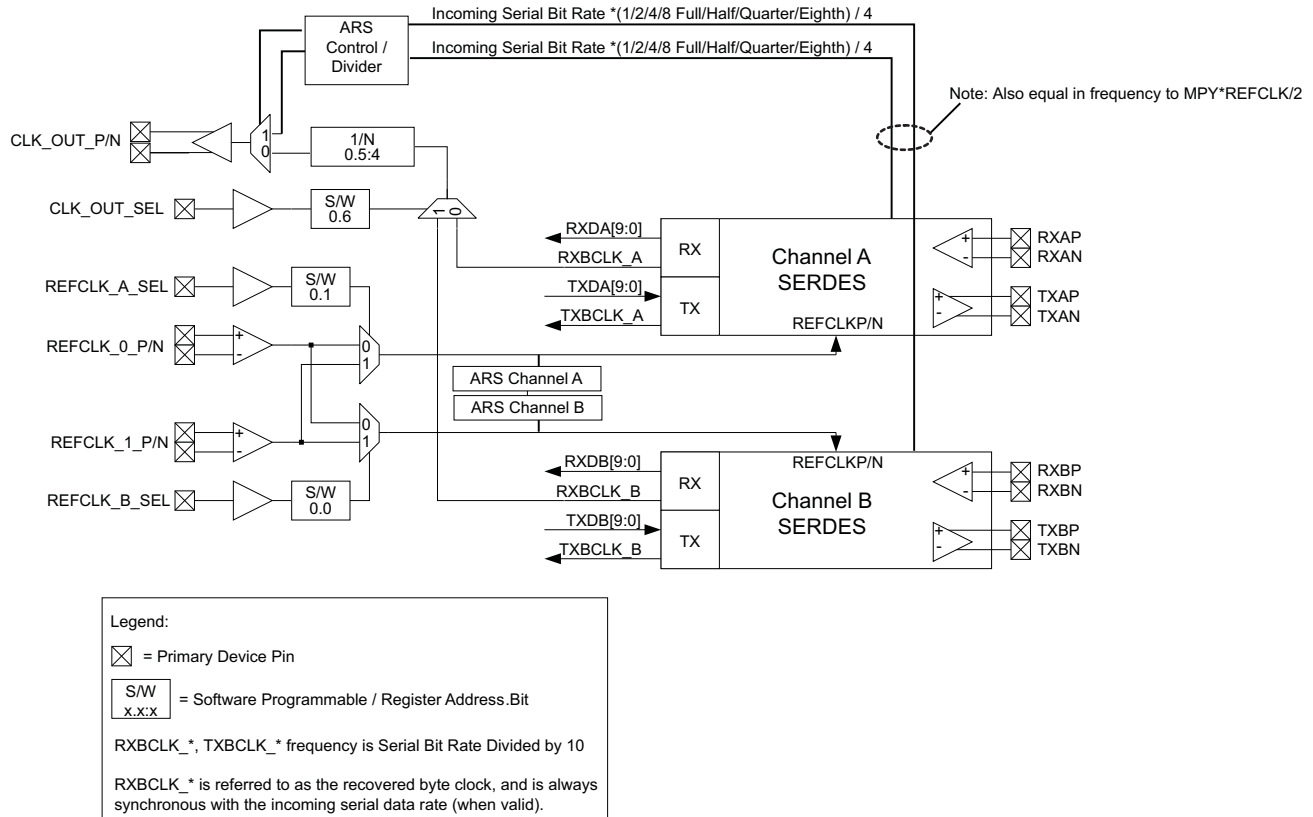 Incoming Serial Bit Rate *(1/2/4/8 Full/Half/Quarter/Eighth) / 4
ARS
Control /
Divider
Incoming Serial Bit Rate *(1/2/4/8 Full/Half/Quarter/Eighth) / 4
Note: Also equal in frequency to MPY*REFCLK/2
CLK_OUT_P/N
1
0
1/N
0.5:4
CLK_OUT_SEL
S/W
0.6
1
0
RXDA[9:0]
RXBCLK_A
TXDA[9:0]
TXBCLK_A
RX
TX
Channel A
SERDES
REFCLKP/N
+
-
RXAP
RXAN
+
-
TXAP
TXAN
REFCLK_A_SEL
S/W
0.1
REFCLK_0_P/N
+
-
0
1
ARS Channel A
ARS Channel B
REFCLK_1_P/N
+
-
0
1
REFCLK_B_SEL
S/W
0.0
RXDB[9:0]
RXBCLK_B
TXDB[9:0]
TXBCLK_B
RX
TX
REFCLKP/N
Channel B
SERDES
+
-
RXBP
RXBN
+
-
TXBP
TXBN
Legend:
= Primary Device Pin
S/W
x.x:x
= Software Programmable / Register Address.Bit
RXBCLK_*, TXBCLK_* frequency is Serial Bit Rate Divided by 10
RXBCLK_* is referred to as the recovered byte clock, and is always
synchronous with the incoming serial data rate (when valid).